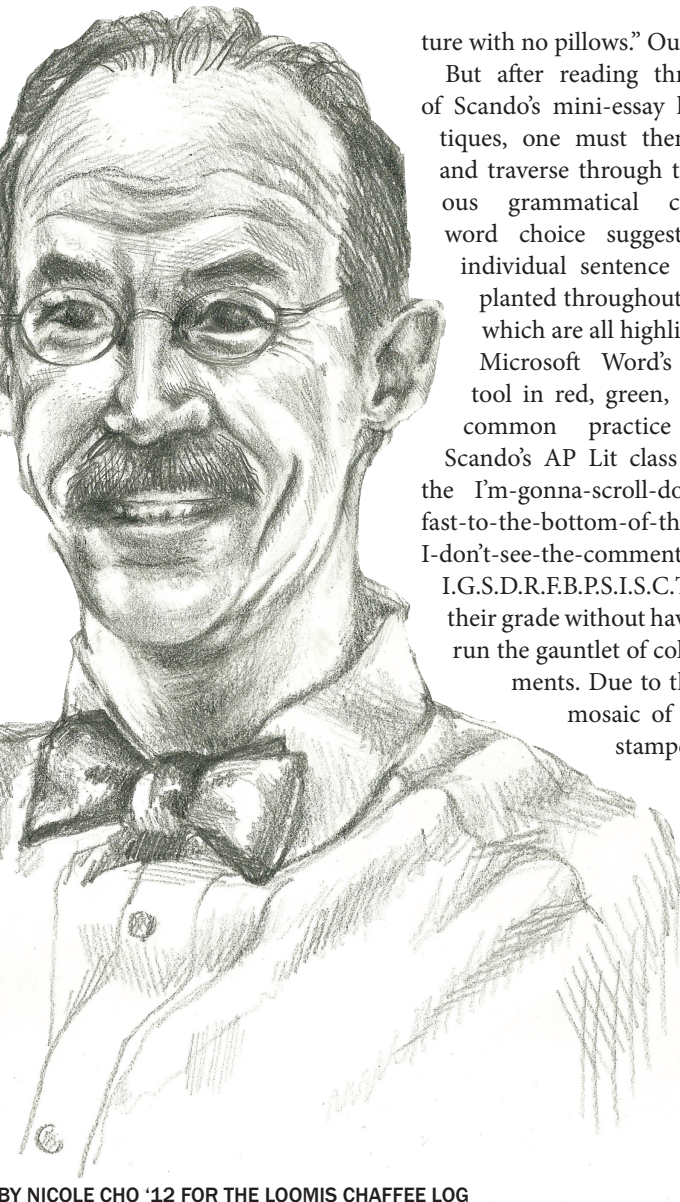 ture with no pillows.” Ou
But after reading thr
of Scando’s mini-essay
tiques, one must ther
and traverse through t
ous grammatical c
word choice suggest
individual sentence
planted throughout
which are all highli
Microsoft Word’s
tool in red, green,
common practice
Scando’s AP Lit class
the I’m-gonna-scroll-do
fast-to-the-bottom-of-th
I-don’t-see-the-comment
I.G.S.D.R.F.B.P.S.I.S.C.T
their grade without hav
run the gauntlet of col
ments. Due to th
mosaic of
stampe
BY NICOLE CHO ‘12 FOR THE LOOMIS CHAFFEE LOG